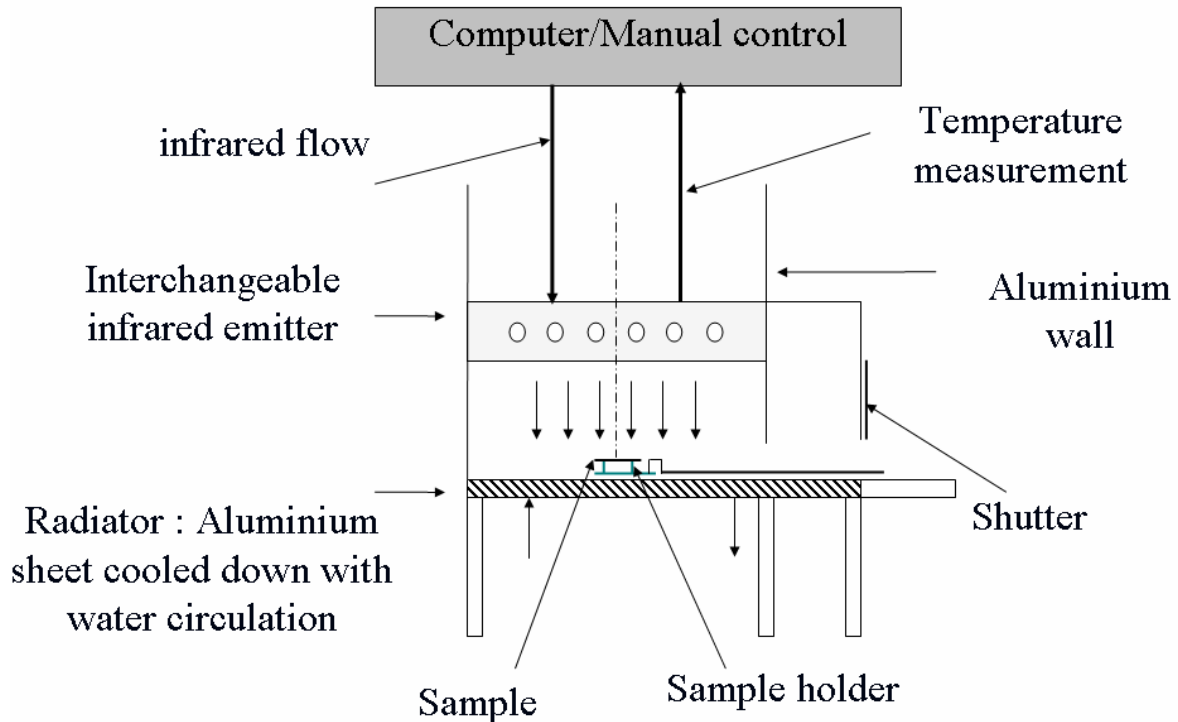 Computer/Manual control
infrared flow
Temperature
measurement
Interchangeable
infrared emitter
Aluminium
wall
Radiator : Aluminium
sheet cooled down with
water circulation
Shutter
Sample
Sample holder